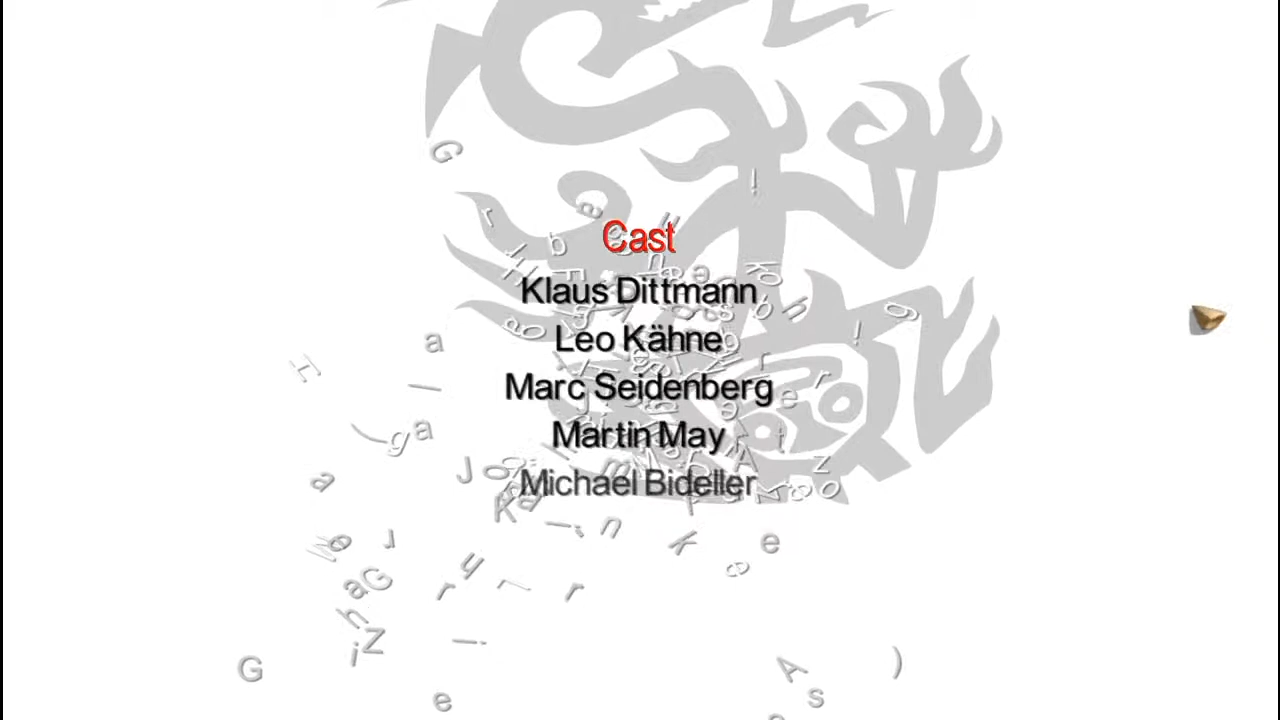 Cast
Klaus Dittmann
Leo Kähne
Marc Seidenberg
Martin May
Michael Bideller